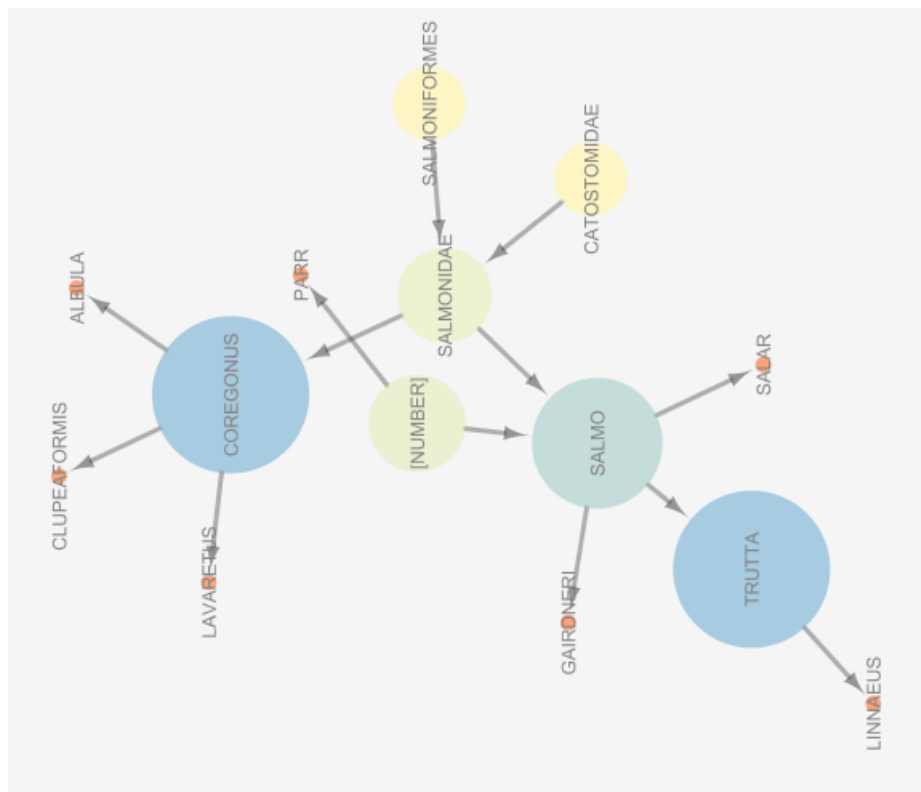 SALMONIFORMES
CATOSTOMIDAE
ALBULA
PARR
SALMONIDAE
COREGONUS
SALAR
[NUMBER]
SALMO
CLUPEAFORMIS
LAVARETUS
TRUTTA
GAIRDNERI
LINNAEUS